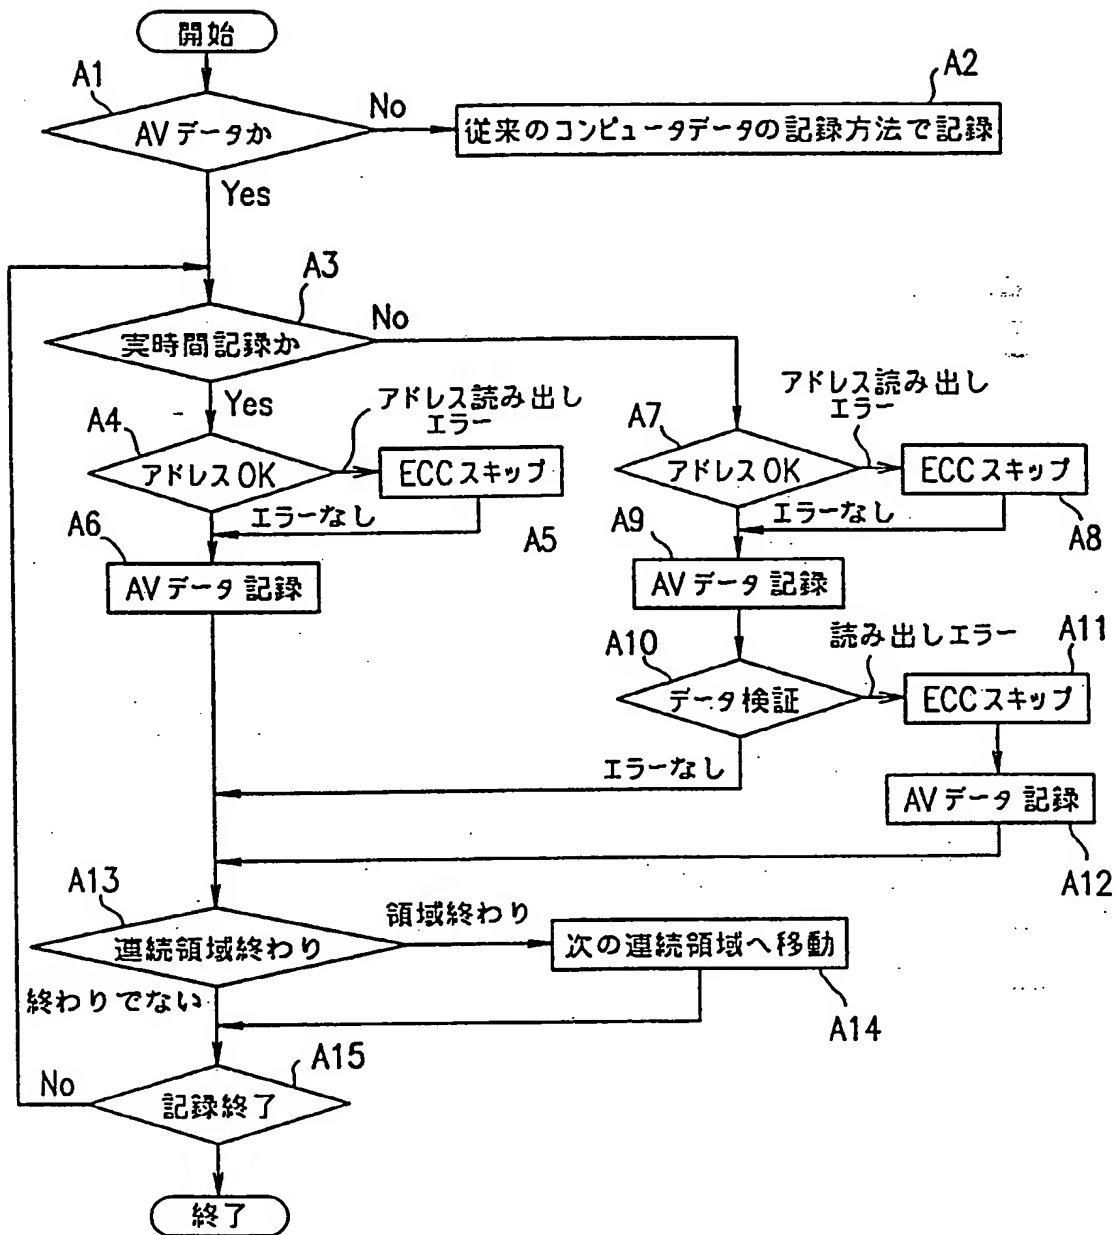 開始
A1
AVデータか
No
A2
従来のコンピュータデータの記録方法で記録
Yes
A3
実時間記録か
No
Yes
A4
アドレスOK
アドレス読み出し
エラー
ECCスキップ
A5
エラーなし
A6
AVデータ記録
A7
アドレスOK
アドレス読み出し
エラー
ECCスキップ
A8
エラーなし
A9
AVデータ記録
A10
データ検証
読み出しエラー
A11
ECCスキップ
エラーなし
AVデータ記録
A12
A13
連続領域終わり
領域終わり
次の連続領域へ移動
A14
終わりでない
A15
記録終了
No
終了